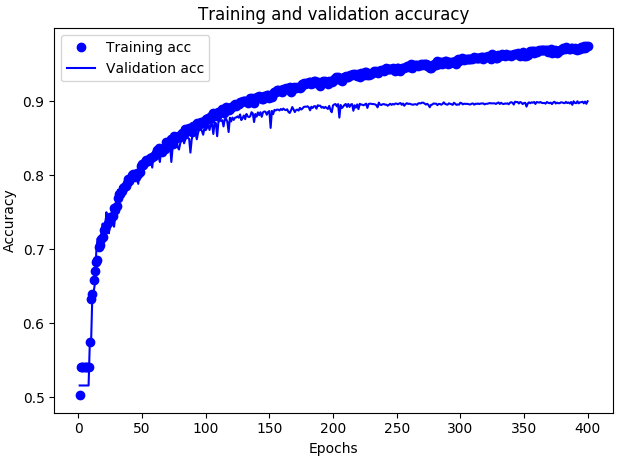 Training and validation accuracy
Training acc
Validation acc
Accuracy
0.9
0.8
0.7
0.6
0.5
0 50 100 150 200 250 300 350 400
Epochs